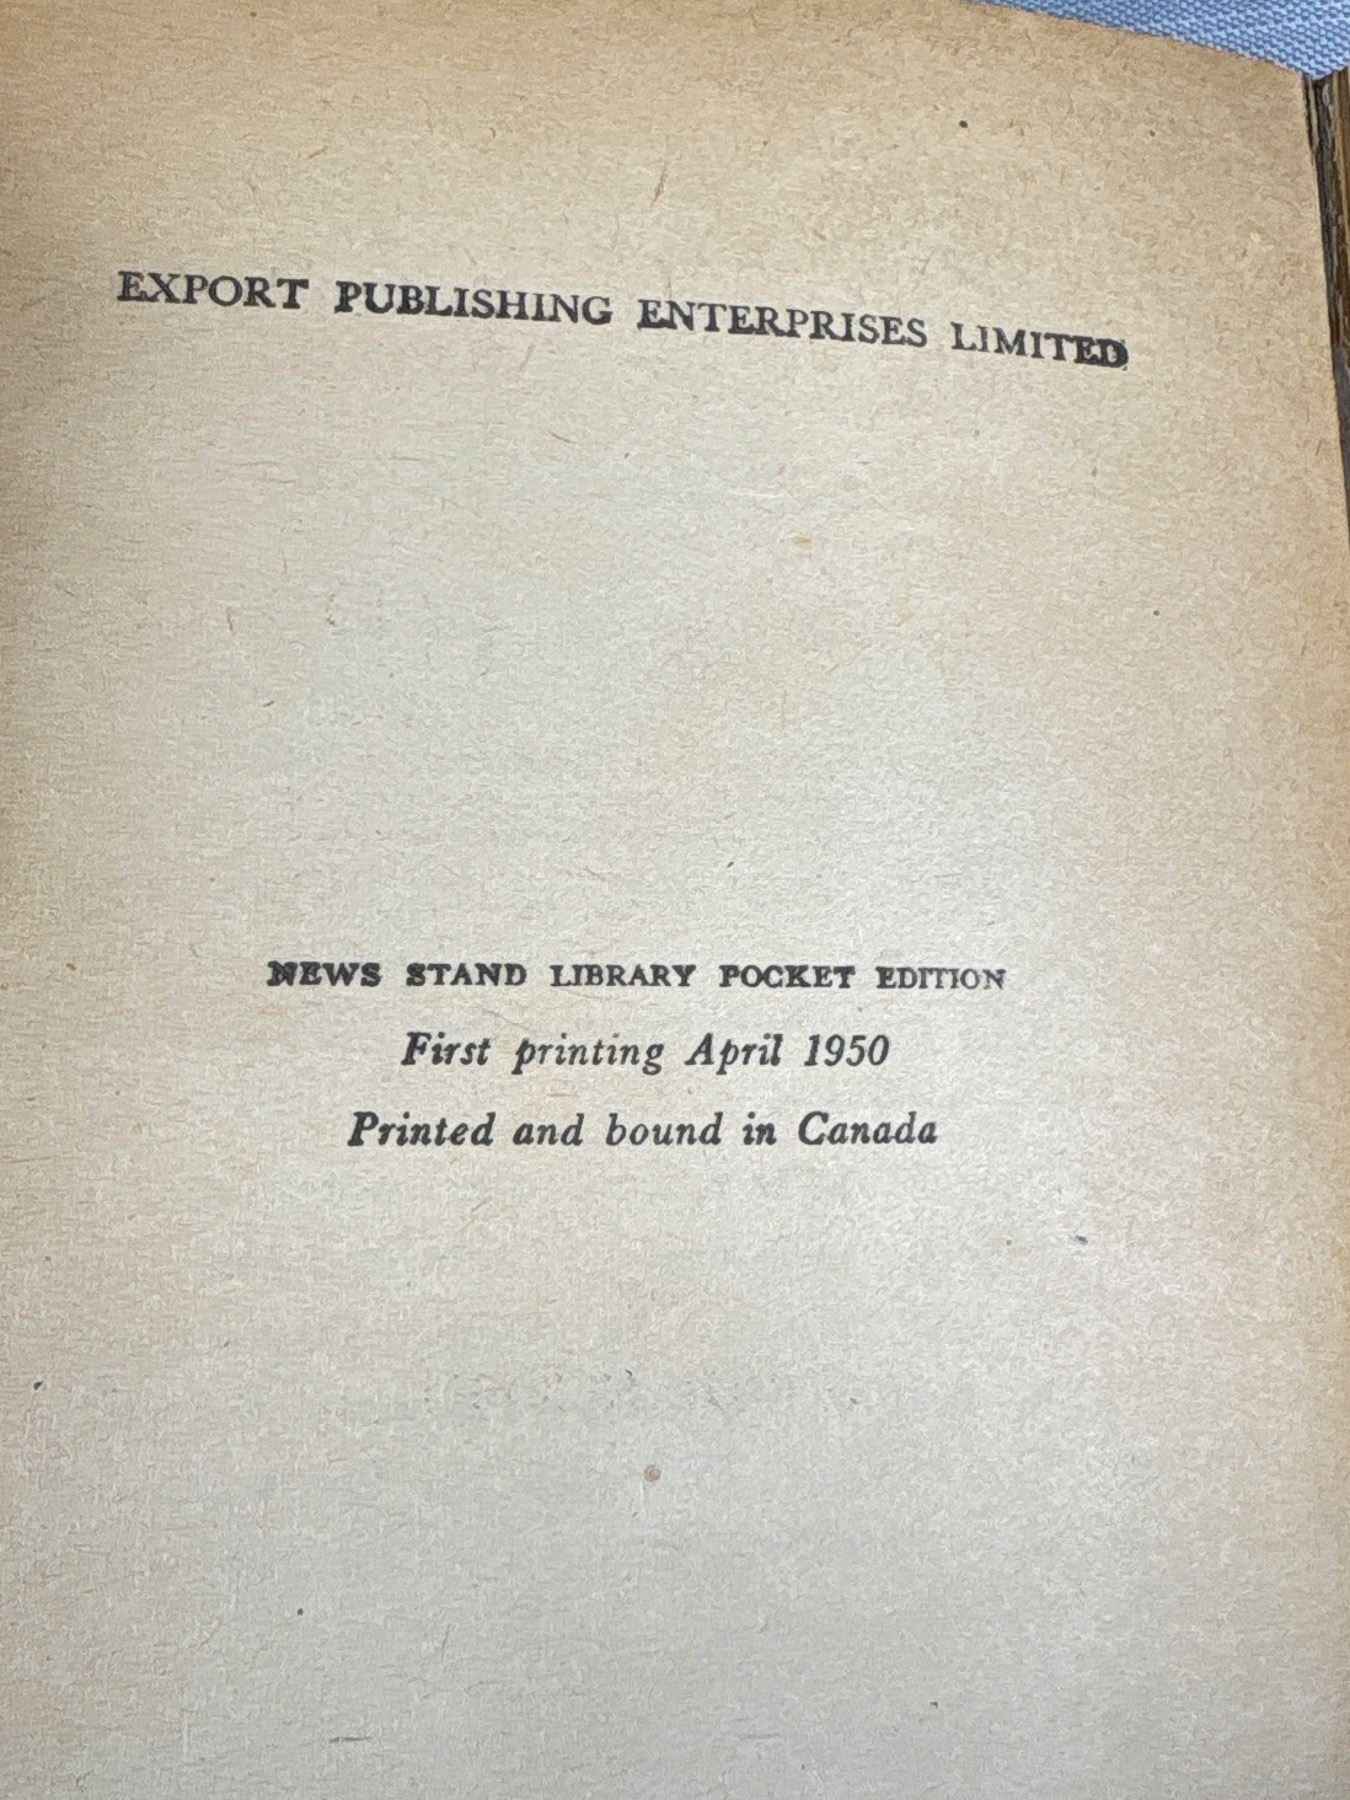 EXPORT PUBLISHING ENTERPRISES LIMITED
NEWS STAND LIBRARY POCKET EDITION
First printing April 1950
Printed and bound in Canada